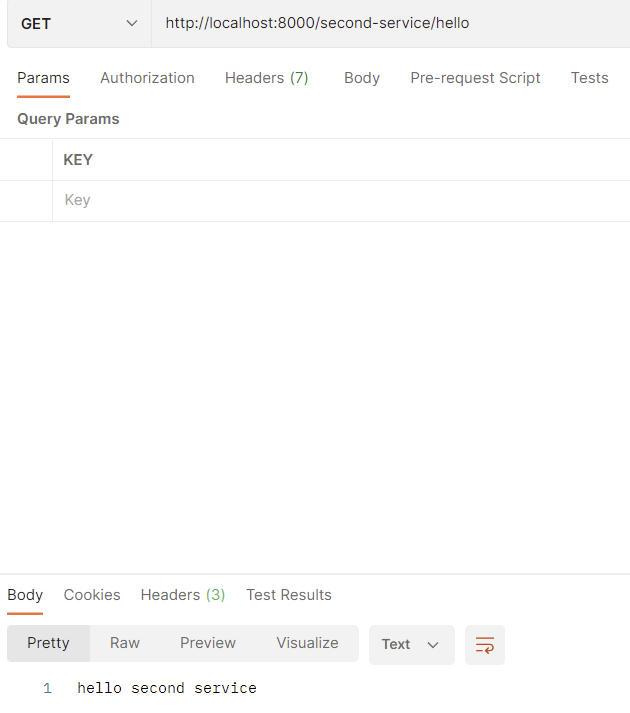 GET http://localhost:8000/second-service/hello
Params Authorization Headers (7) Body Pre-request Script Tests
Query Params
KEY
Key
Body Cookies Headers (3) Test Results
Pretty Raw Preview Visualize Text
1 hello second service